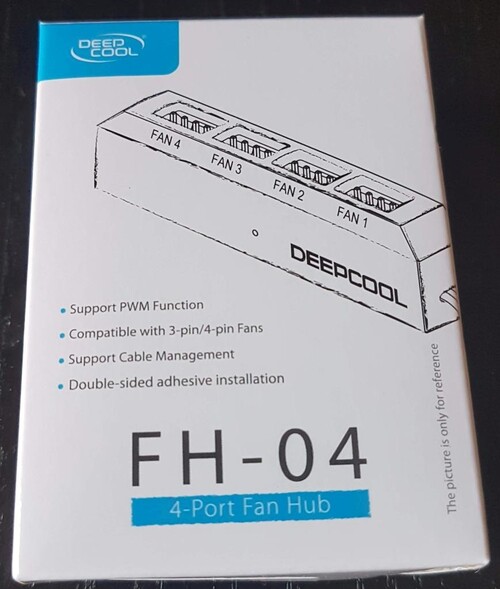 DEEP
COOL
FAN 4
FAN 3
FAN 2
FAN 1
DEEPCOOL
• Support PWM Function
• Compatible with 3-pin/4-pin Fans
• Support Cable Management
• Double-sided adhesive installation
The picture is only for reference
FH-04
4-Port Fan Hub